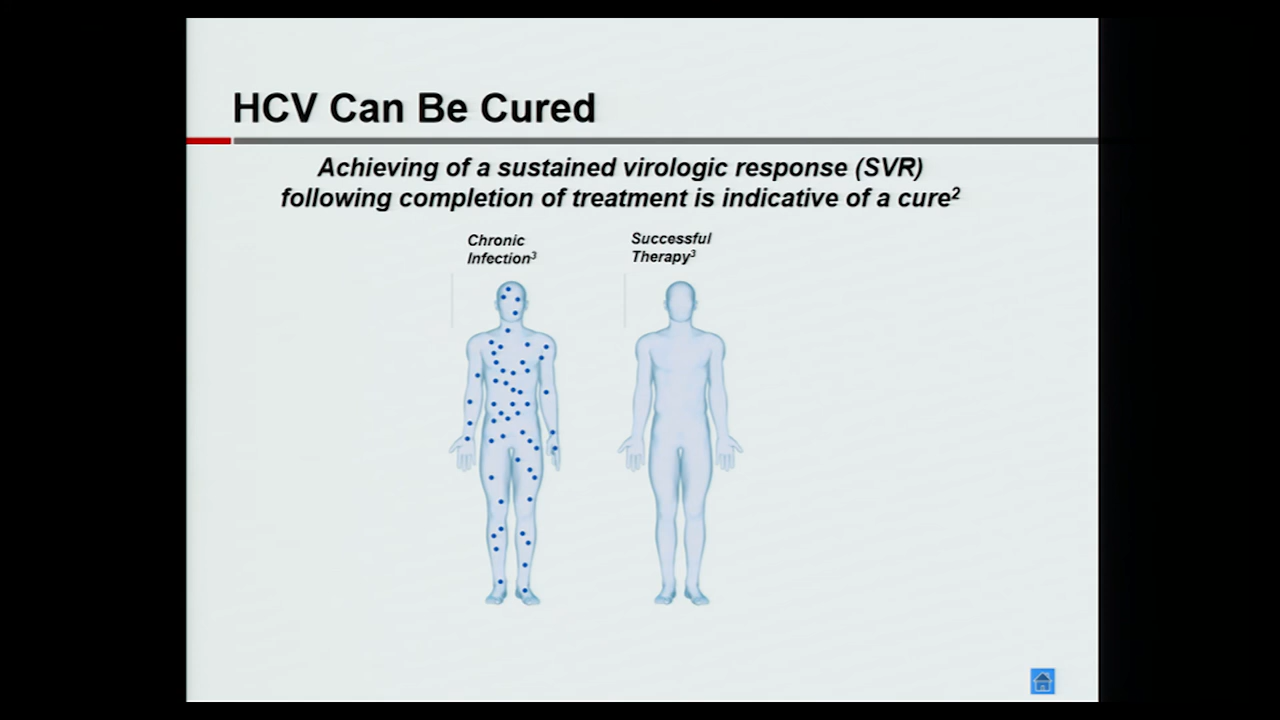 HCV Can Be Cured
Achieving of a sustained virologic response (SVR)
following completion of treatment is indicative of a cure²
Chronic
Infection³
Successful
Therapy³